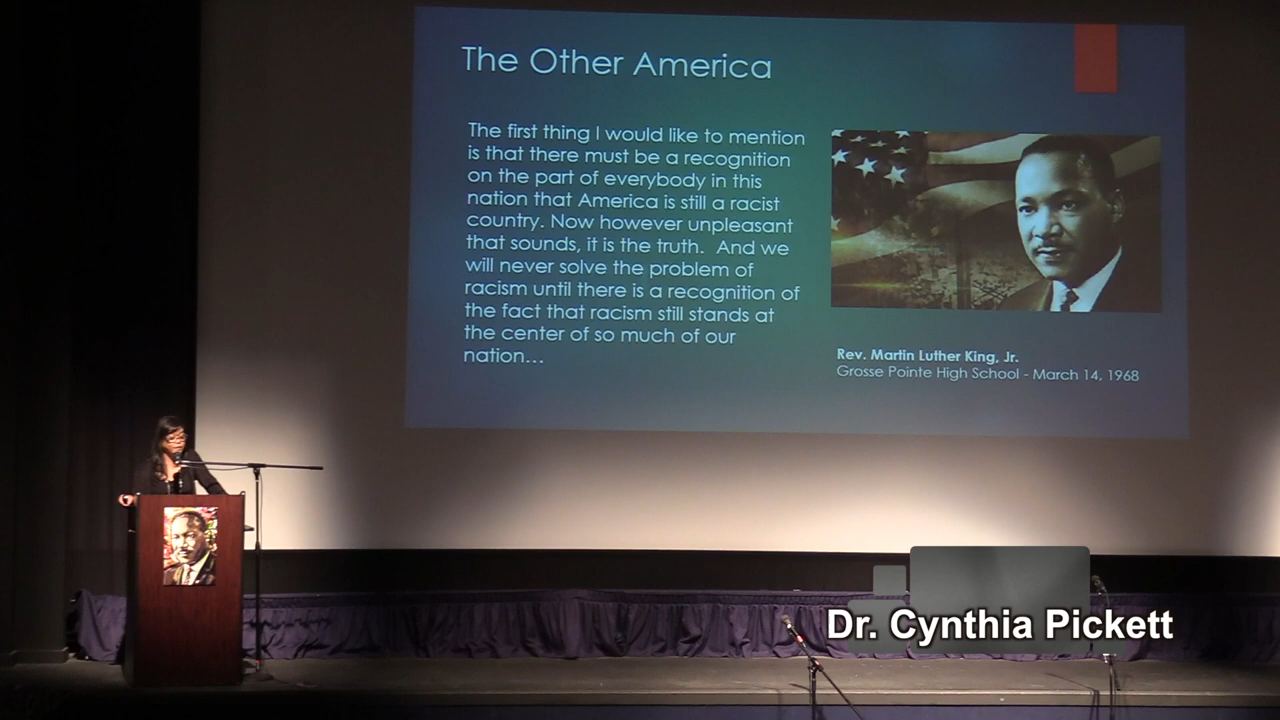 The Other America
The first thing I would like to mention
is that there must be a recognition
on the part of everybody in this
nation that America is still a racist
country. Now however unpleasant
that sounds, it is the truth.  And we
will never solve the problem of
racism until there is a recognition of
the fact that racism still stands at
the center of so much of our
nation...
Rev. Martin Luther King, Jr.
Grosse Pointe High School - March 14, 1968
Dr. Cynthia Pickett